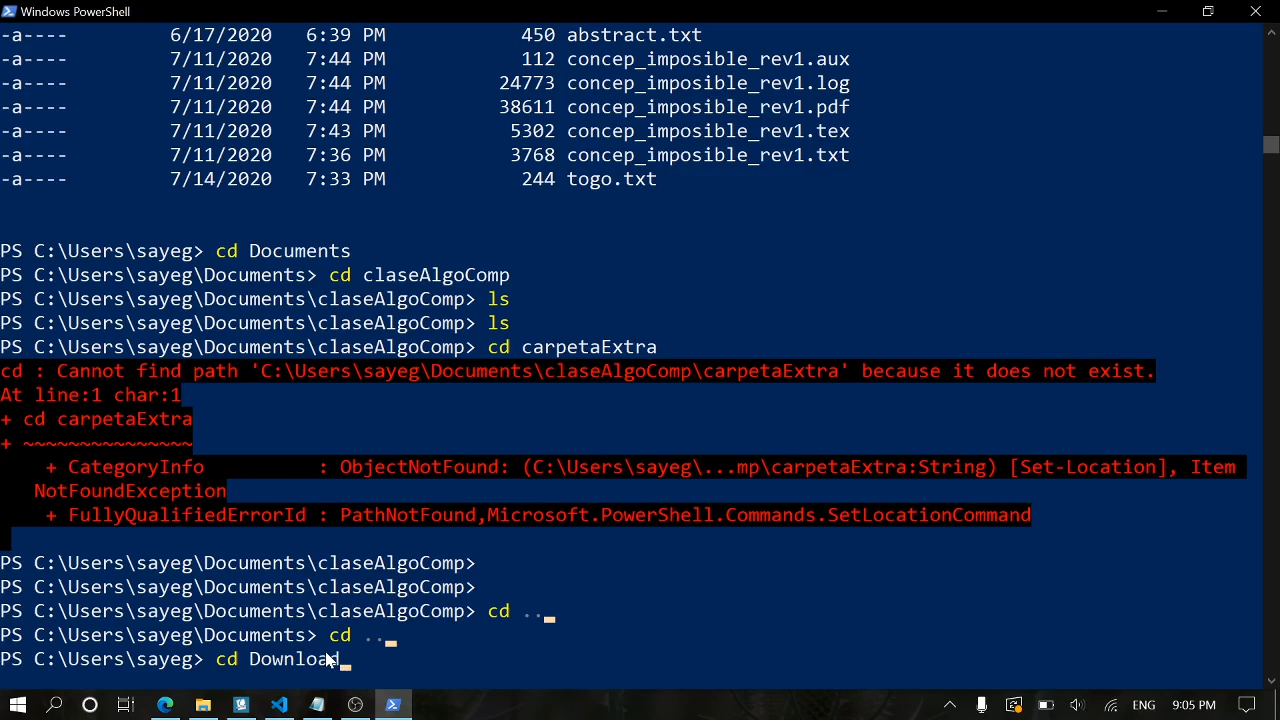 Windows PowerShell
-a---- 6/17/2020 6:39 PM 450 abstract.txt
-a---- 7/11/2020 7:44 PM 112 concep_imposible_rev1.aux
-a---- 7/11/2020 7:44 PM 24773 concep_imposible_rev1.log
-a---- 7/11/2020 7:44 PM 38611 concep_imposible_rev1.pdf
-a---- 7/11/2020 7:43 PM 5302 concep_imposible_rev1.tex
-a---- 7/11/2020 7:36 PM 3768 concep_imposible_rev1.txt
-a---- 7/14/2020 7:33 PM 244 togo.txt
PS C:\Users\sayeg> cd Documents
PS C:\Users\sayeg\Documents> cd claseAlgoComp
PS C:\Users\sayeg\Documents\claseAlgoComp> ls
PS C:\Users\sayeg\Documents\claseAlgoComp> ls
PS C:\Users\sayeg\Documents\claseAlgoComp> cd carpetaExtra
cd : Cannot find path 'C:\Users\sayeg\Documents\claseAlgoComp\carpetaExtra' because it does not exist.
At line:1 char:1
+ cd carpetaExtra
+ ~~~~~~~~~~~~~~~
+ CategoryInfo : ObjectNotFound: (C:\Users\sayeg\...mp\carpetaExtra:String) [Set-Location], Item
NotFoundException
+ FullyQualifiedErrorId : PathNotFound,Microsoft.PowerShell.Commands.SetLocationCommand
PS C:\Users\sayeg\Documents\claseAlgoComp>
PS C:\Users\sayeg\Documents\claseAlgoComp>
PS C:\Users\sayeg\Documents\claseAlgoComp> cd ..
PS C:\Users\sayeg\Documents> cd ..
PS C:\Users\sayeg> cd Download
ENG 9:05 PM